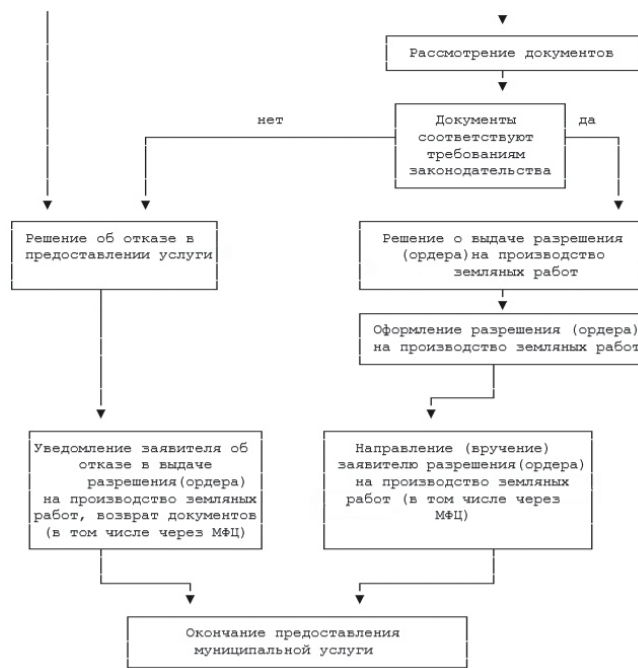 Рассмотрение документов
нет
Документы
соответствуют
требованиям
законодательства
да
Решение об отказе в
предоставлении услуги
Решение о выдаче разрешения
(ордера)на производство
земляных работ
Оформление разрешения (ордера)
на производство земляных работ
Уведомление заявителя об
отказе в выдаче
разрешения(ордера)
на производство земляных
работ, возврат документов
(в том числе через МФЦ)
Направление (вручение)
заявителю разрешения(ордера)
на производство земляных
работ (в том числе через
МФЦ)
Окончание предоставления
муниципальной услуги